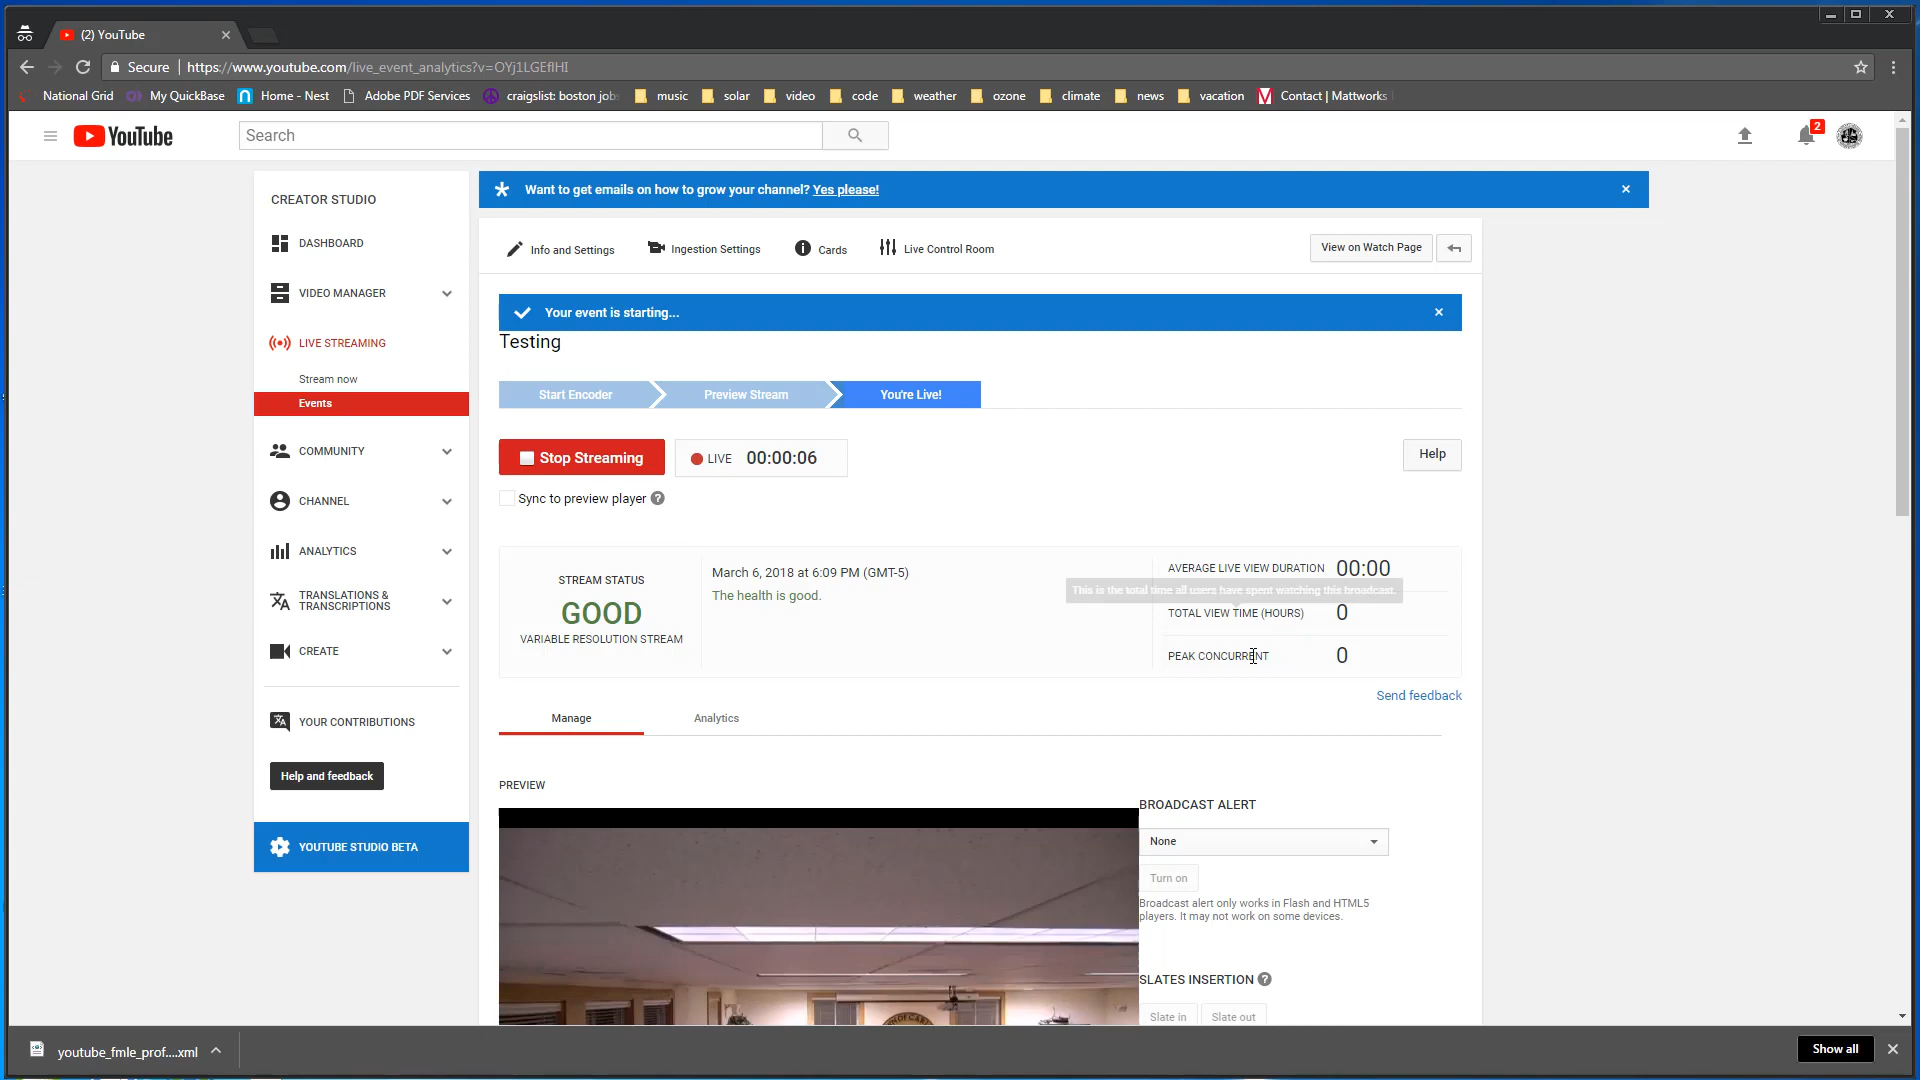 (2) YouTube
Secure https://www.youtube.com/live_event_analytics?v=OYj1LGEflHI
National Grid My QuickBase Home - Nest Adobe PDF Services craigslist: boston job music solar video code weather ozone climate news vacation Contact | Mattworks
YouTube
Search
2
CREATOR STUDIO
DASHBOARD
VIDEO MANAGER
LIVE STREAMING
Stream now
Events
COMMUNITY
CHANNEL
ANALYTICS
TRANSLATIONS &
TRANSCRIPTIONS
CREATE
YOUR CONTRIBUTIONS
Help and feedback
YOUTUBE STUDIO BETA
Want to get emails on how to grow your channel? Yes please!
Info and Settings Ingestion Settings Cards Live Control Room View on Watch Page
Your event is starting...
Testing
Start Encoder Preview Stream You're Live!
Stop Streaming LIVE 00:00:06 Help
Sync to preview player ?
STREAM STATUS
GOOD
VARIABLE RESOLUTION STREAM
March 6, 2018 at 6:09 PM (GMT-5)
The health is good.
AVERAGE LIVE VIEW DURATION 00:00
This is the total time all users have spent watching this broadcast.
TOTAL VIEW TIME (HOURS) 0
PEAK CONCURRENT 0
Send feedback
Manage Analytics
PREVIEW
BROADCAST ALERT
None
Turn on
Broadcast alert only works in Flash and HTML5
players. It may not work on some devices.
SLATES INSERTION ?
Slate in Slate out
youtube_fmle_prof....xml Show all